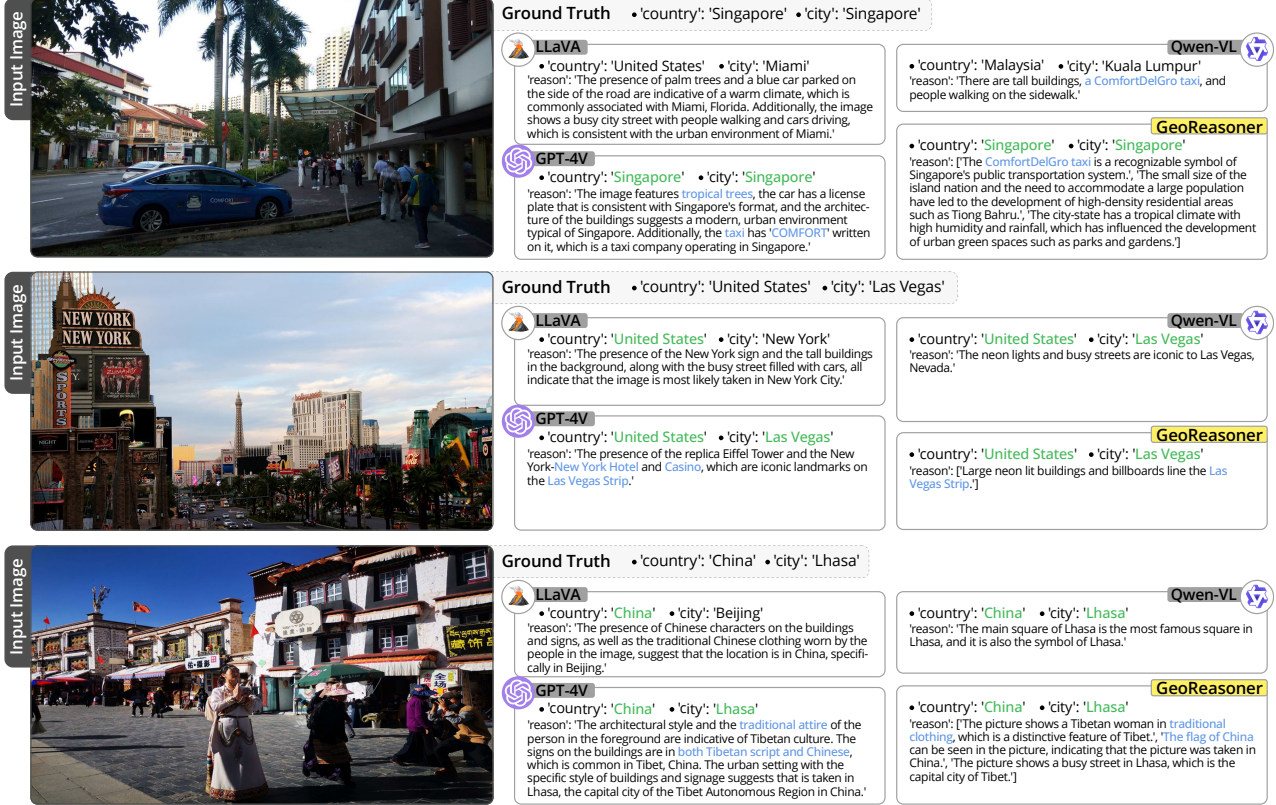 Input Image
COMFORT
Ground Truth • 'country': 'Singapore' • 'city': 'Singapore'
LLaVA
• 'country': 'United States' • 'city': 'Miami'
'reason': 'The presence of palm trees and a blue car parked on
the side of the road are indicative of a warm climate, which is
commonly associated with Miami, Florida. Additionally, the image
shows a busy city street with people walking and cars driving,
which is consistent with the urban environment of Miami.'
GPT-4V
• 'country': 'Singapore' • 'city': 'Singapore'
'reason': 'The image features tropical trees, the car has a license
plate that is consistent with Singapore's format, and the architec-
ture of the buildings suggests a modern, urban environment
typical of Singapore. Additionally, the taxi has 'COMFORT' written
on it, which is a taxi company operating in Singapore.'
Qwen-VL
• 'country': 'Malaysia' • 'city': 'Kuala Lumpur'
'reason': 'There are tall buildings, a ComfortDelGro taxi, and
people walking on the sidewalk.'
GeoReasoner
• 'country': 'Singapore' • 'city': 'Singapore'
'reason': ['The ComfortDelGro taxi is a recognizable symbol of
Singapore's public transportation system.', 'The small size of the
island nation and the need to accommodate a large population
have led to the development of high-density residential areas
such as Tiong Bahru.', 'The city-state has a tropical climate with
high humidity and rainfall, which has influenced the development
of urban green spaces such as parks and gardens.']
Input Image
NEW YORK
NEW YORK
ZUMANITY
SPORTS
NIGHT
Ground Truth • 'country': 'United States' • 'city': 'Las Vegas'
LLaVA
• 'country': 'United States' • 'city': 'New York'
'reason': 'The presence of the New York sign and the tall buildings
in the background, along with the busy street filled with cars, all
indicate that the image is most likely taken in New York City.'
GPT-4V
• 'country': 'United States' • 'city': 'Las Vegas'
'reason': 'The presence of the replica Eiffel Tower and the New
York-New York Hotel and Casino, which are iconic landmarks on
the Las Vegas Strip.'
Qwen-VL
• 'country': 'United States' • 'city': 'Las Vegas'
'reason': 'The neon lights and busy streets are iconic to Las Vegas,
Nevada.'
GeoReasoner
• 'country': 'United States' • 'city': 'Las Vegas'
'reason': ['Large neon lit buildings and billboards line the Las
Vegas Strip.']
Input Image
佑·摄影
全场
Ground Truth • 'country': 'China' • 'city': 'Lhasa'
LLaVA
• 'country': 'China' • 'city': 'Beijing'
'reason': 'The presence of Chinese characters on the buildings
and signs, as well as the traditional Chinese clothing worn by the
people in the image, suggest that the location is in China, specifi-
cally in Beijing.'
GPT-4V
• 'country': 'China' • 'city': 'Lhasa'
'reason': 'The architectural style and the traditional attire of the
person in the foreground are indicative of Tibetan culture. The
signs on the buildings are in both Tibetan script and Chinese,
which is common in Tibet, China. The urban setting with the
specific style of buildings and signage suggests that is taken in
Lhasa, the capital city of the Tibet Autonomous Region in China.'
Qwen-VL
• 'country': 'China' • 'city': 'Lhasa'
'reason': 'The main square of Lhasa is the most famous square in
Lhasa, and it is also the symbol of Lhasa.'
GeoReasoner
• 'country': 'China' • 'city': 'Lhasa'
'reason': ['The picture shows a Tibetan woman in traditional
clothing, which is a distinctive feature of Tibet.', 'The flag of China
can be seen in the picture, indicating that the picture was taken in
China.', 'The picture shows a busy street in Lhasa, which is the
capital city of Tibet.']